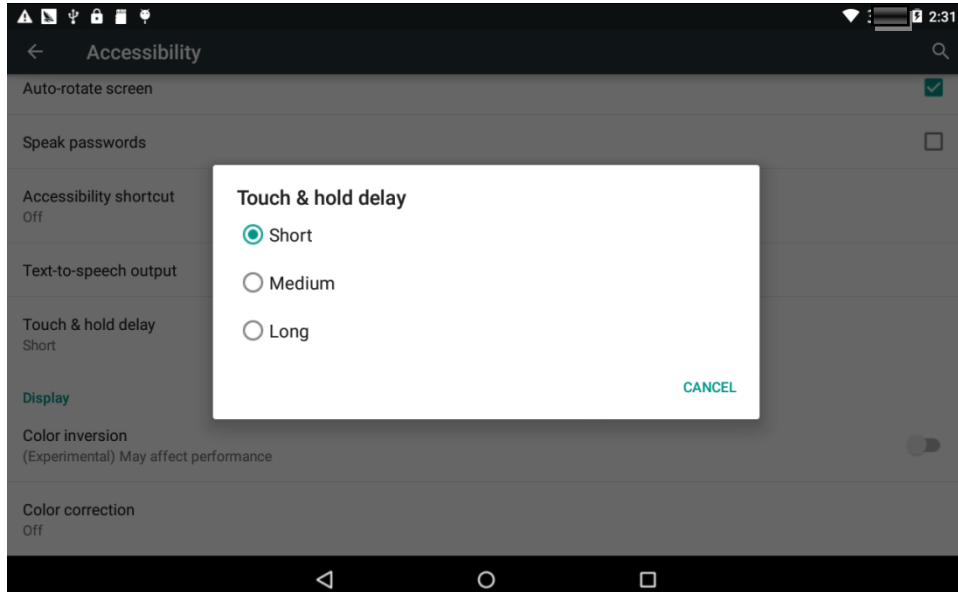 2:31
Accessibility
Auto-rotate screen
Speak passwords
Accessibility shortcut
Off
Text-to-speech output
Touch & hold delay
Short
Display
Color inversion
(Experimental) May affect performance
Color correction
Off
Touch & hold delay
Short
Medium
Long
CANCEL